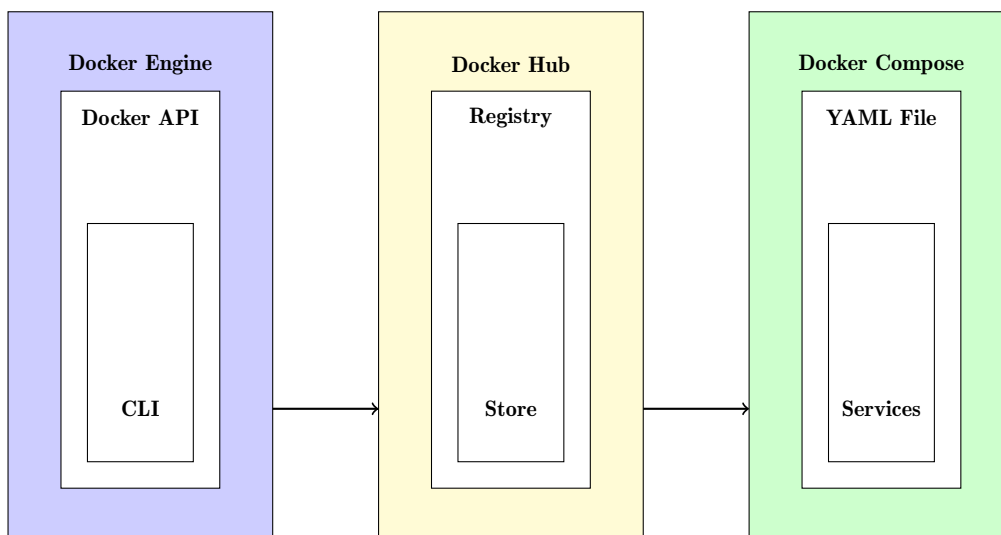 Docker Engine
Docker API
CLI
Docker Hub
Registry
Store
Docker Compose
YAML File
Services